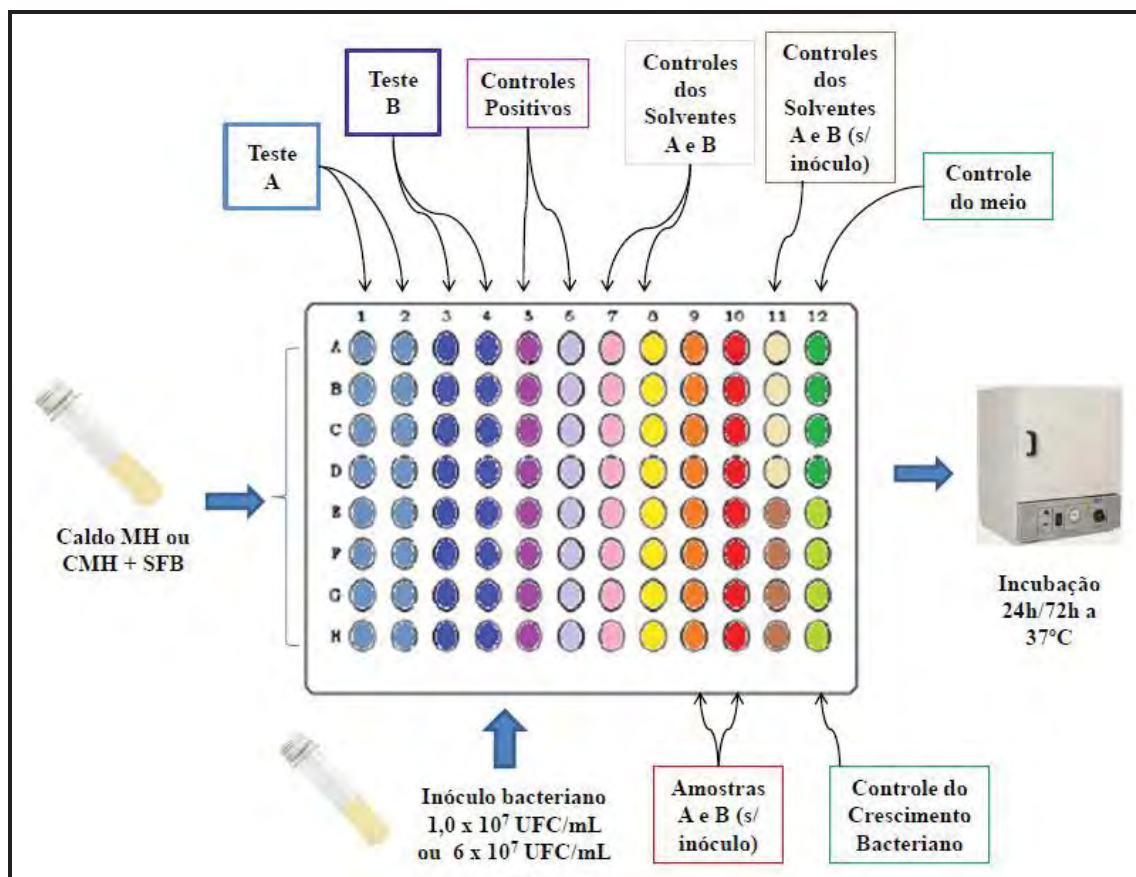 Teste
A
Teste
B
Controles
Positivos
Controles
dos
Solventes
A e B
Controles
dos
Solventes
A e B (s/
inóculo)
Controle
do meio
1 2 3 4 5 6 7 8 9 10 11 12
A
B
C
D
E
F
G
H
Caldo MH ou
CMH + SFB
Incubação
24h/72h a
37°C
Inóculo bacteriano
1,0 x 10⁷ UFC/mL
ou 6 x 10⁷ UFC/mL
Amostras
A e B (s/
inóculo)
Controle do
Crescimento
Bacteriano